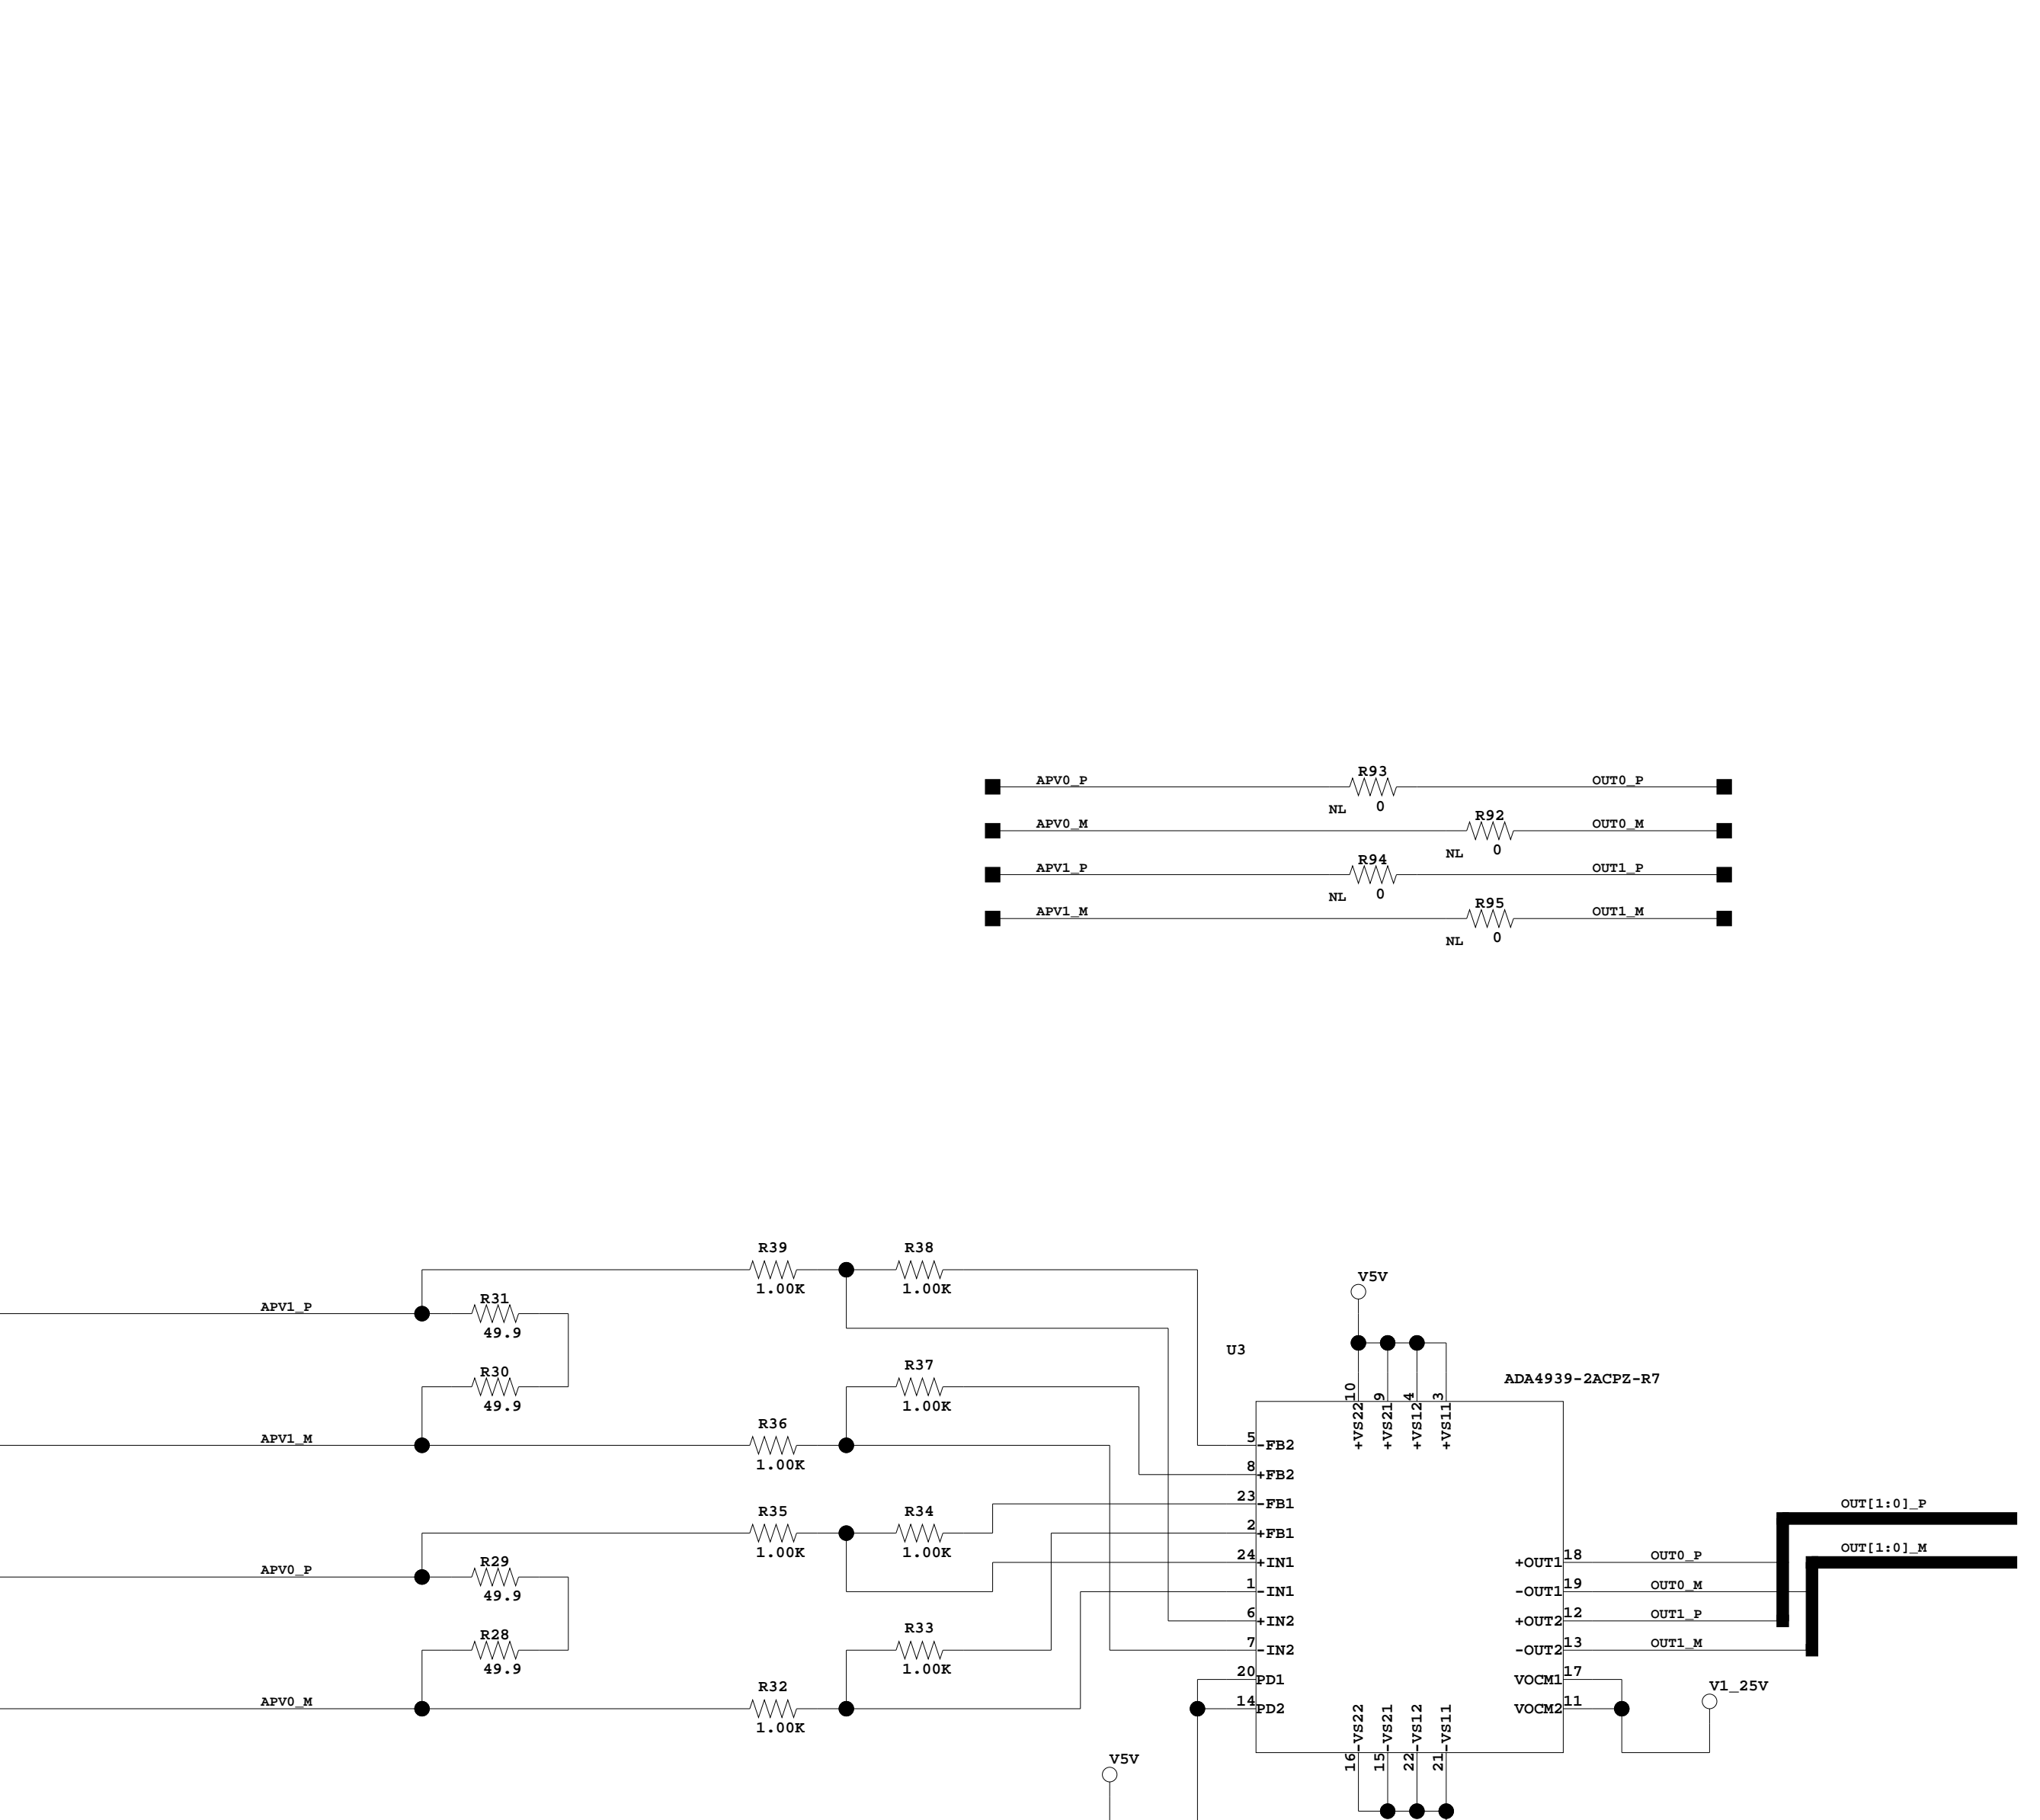 R93
APV0_P OUT0_P
NL 0
R92
APV0_M OUT0_M
NL 0
R94
APV1_P OUT1_P
NL 0
R95
APV1_M OUT1_M
NL 0
R39 R38
1.00K 1.00K
V5V
R31
APV1_P
49.9
U3
R37
1.00K
R30
49.9
ADA4939-2ACPZ-R7
10 9 4 3
+VS22 +VS21 +VS12 +VS11
R36
APV1_M
1.00K
5 -FB2
8 +FB2
23 -FB1
OUT[1:0]_P
R35 R34
1.00K 1.00K
2 +FB1
OUT[1:0]_M
24 +IN1
+OUT1 18 OUT0_P
R29
APV0_P
49.9
1 -IN1
-OUT1 19 OUT0_M
6 +IN2
+OUT2 12 OUT1_P
R33
1.00K
R28
49.9
7 -IN2
-OUT2 13 OUT1_M
20 PD1
VOCM1 17
V1_25V
R32
APV0_M
1.00K
14 PD2
VOCM2 11
-VS22 -VS21 -VS12 -VS11
16 15 22 21
V5V